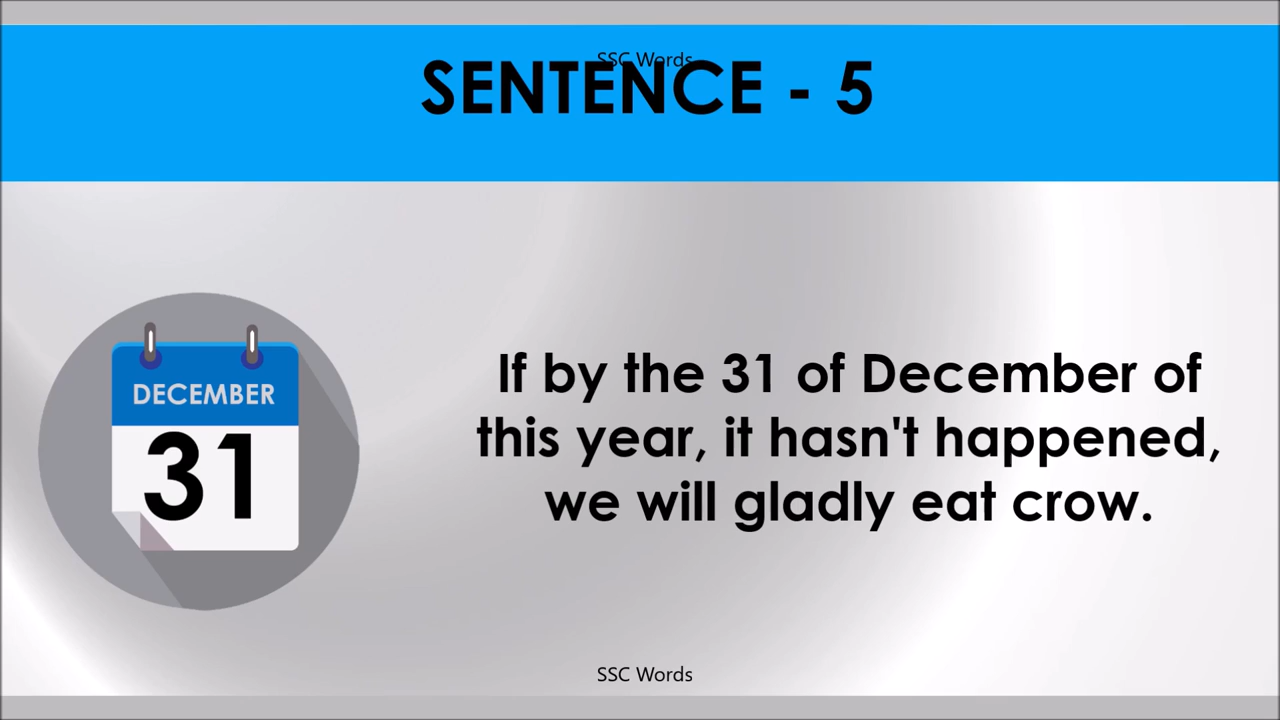 SSC Words
SENTENCE - 5
DECEMBER
31
If by the 31 of December of
this year, it hasn't happened,
we will gladly eat crow.
SSC Words